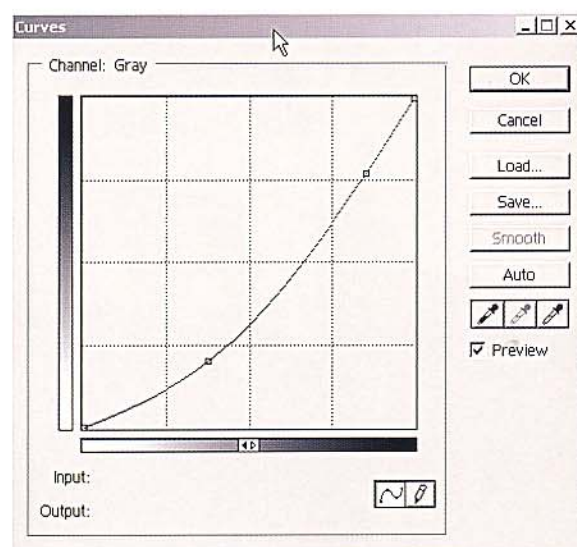 Curves
Channel: Gray
OK
Cancel
Load...
Save...
Smooth
Auto
Preview
Input:
Output: